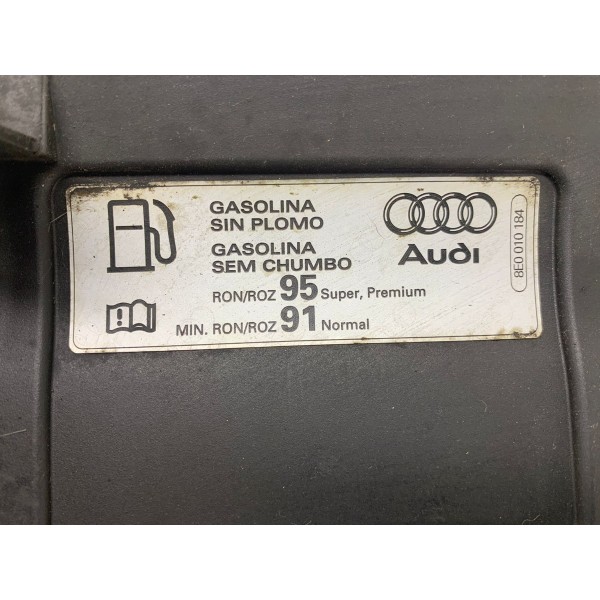 GASOLINA
SIN PLOMO
GASOLINA
SEM CHUMBO
RON/ROZ 95 Super, Premium
MIN. RON/ROZ 91 Normal
Audi
8E0 010 184